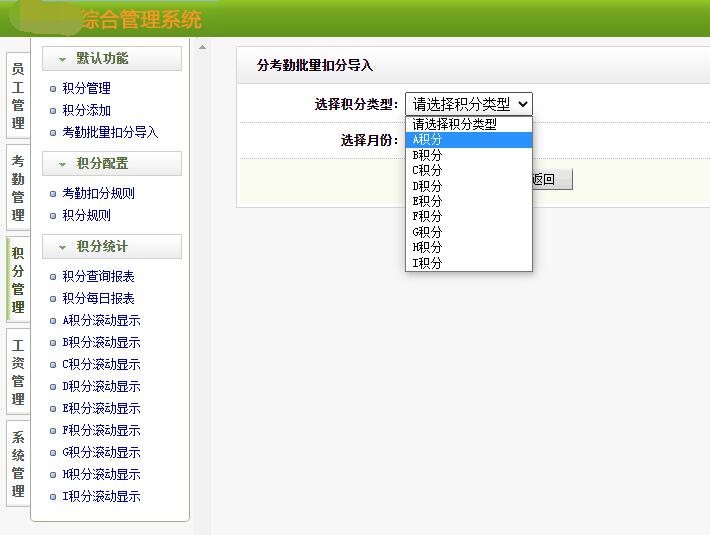 综合管理系统
员工管理
考勤管理
积分管理
工资管理
系统管理
默认功能
积分管理
积分添加
考勤批量扣分导入
积分配置
考勤扣分规则
积分规则
积分统计
积分查询报表
积分每日报表
A积分滚动显示
B积分滚动显示
C积分滚动显示
D积分滚动显示
E积分滚动显示
F积分滚动显示
G积分滚动显示
H积分滚动显示
I积分滚动显示
分考勤批量扣分导入
选择积分类型: 请选择积分类型
请选择积分类型
A积分
B积分
C积分
D积分
E积分
F积分
G积分
H积分
I积分
选择月份:
返回